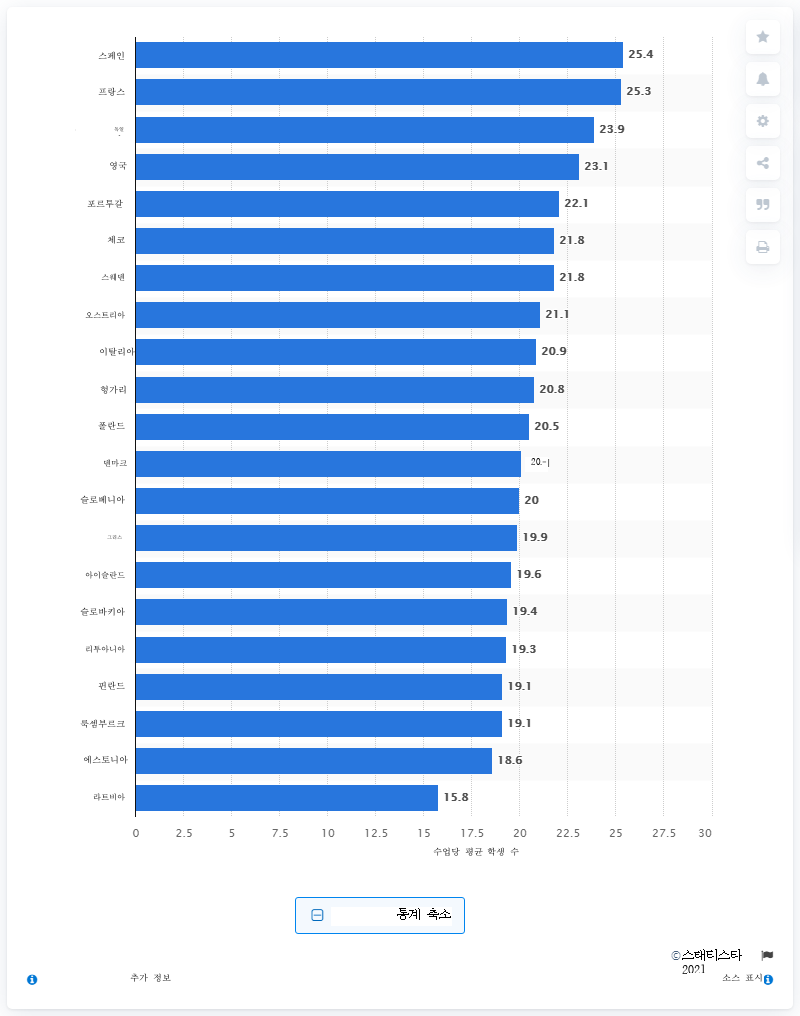 스페인 25.4
프랑스 25.3
독일 23.9
영국 23.1
포르투갈 22.1
체코 21.8
스웨덴 21.8
오스트리아 21.1
이탈리아 20.9
헝가리 20.8
폴란드 20.5
덴마크
슬로베니아 20
그리스 19.9
아이슬란드 19.6
슬로바키아 19.4
리투아니아 19.3
핀란드 19.1
룩셈부르크 19.1
에스토니아 18.6
라트비아 15.8
0 2.5 5 7.5 10 12.5 15 17.5 20 22.5 25 27.5 30
수업당 평균 학생 수
통계 축소
©스태티스타
2021
추가 정보 소스 표시